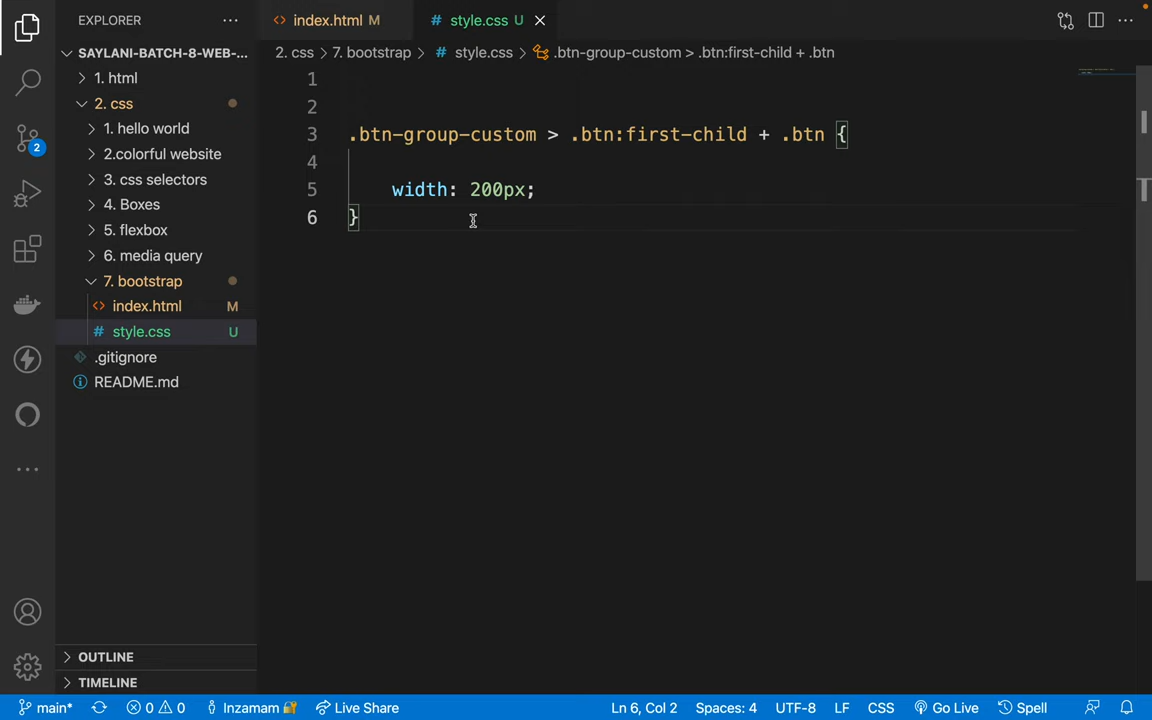 EXPLORER ...
index.html M
# style.css U
SAYLANI-BATCH-8-WEB-...
2. css > 7. bootstrap > # style.css > .btn-group-custom > .btn:first-child + .btn
1. html
2. css
1. hello world
2.colorful website
3. css selectors
4. Boxes
5. flexbox
6. media query
7. bootstrap
index.html M
# style.css U
.gitignore
README.md
1
2
3 .btn-group-custom > .btn:first-child + .btn {
4
5 width: 200px;
6 }
2
OUTLINE
TIMELINE
main* 0 0 Inzamam Live Share Ln 6, Col 2 Spaces: 4 UTF-8 LF CSS Go Live Spell